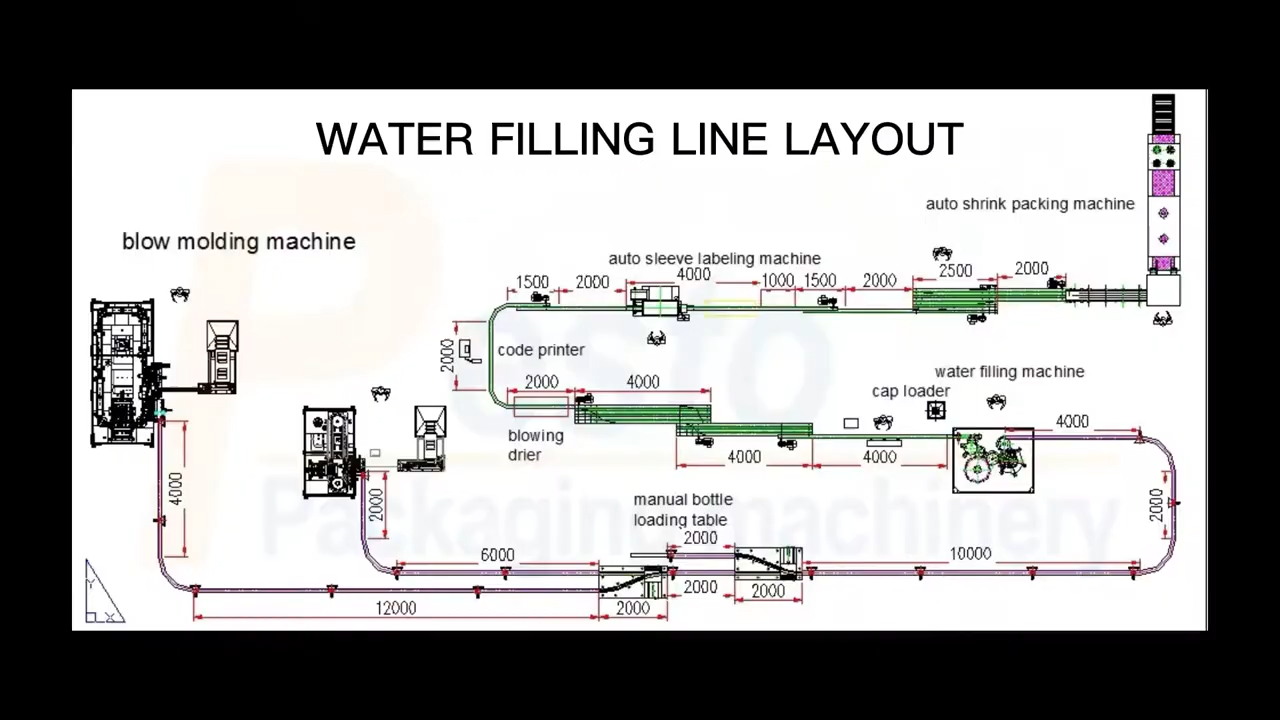 WATER FILLING LINE LAYOUT
auto shrink packing machine
blow molding machine
auto sleeve labeling machine
4000
1500
2000
1000
1500
2000
2500
2000
2000
code printer
water filling machine
2000
4000
cap loader
4000
blowing
drier
4000
4000
4000
2000
2000
manual bottle
loading table
2000
6000
10000
2000
2000
12000
2000
Packaging machinery
Y
X